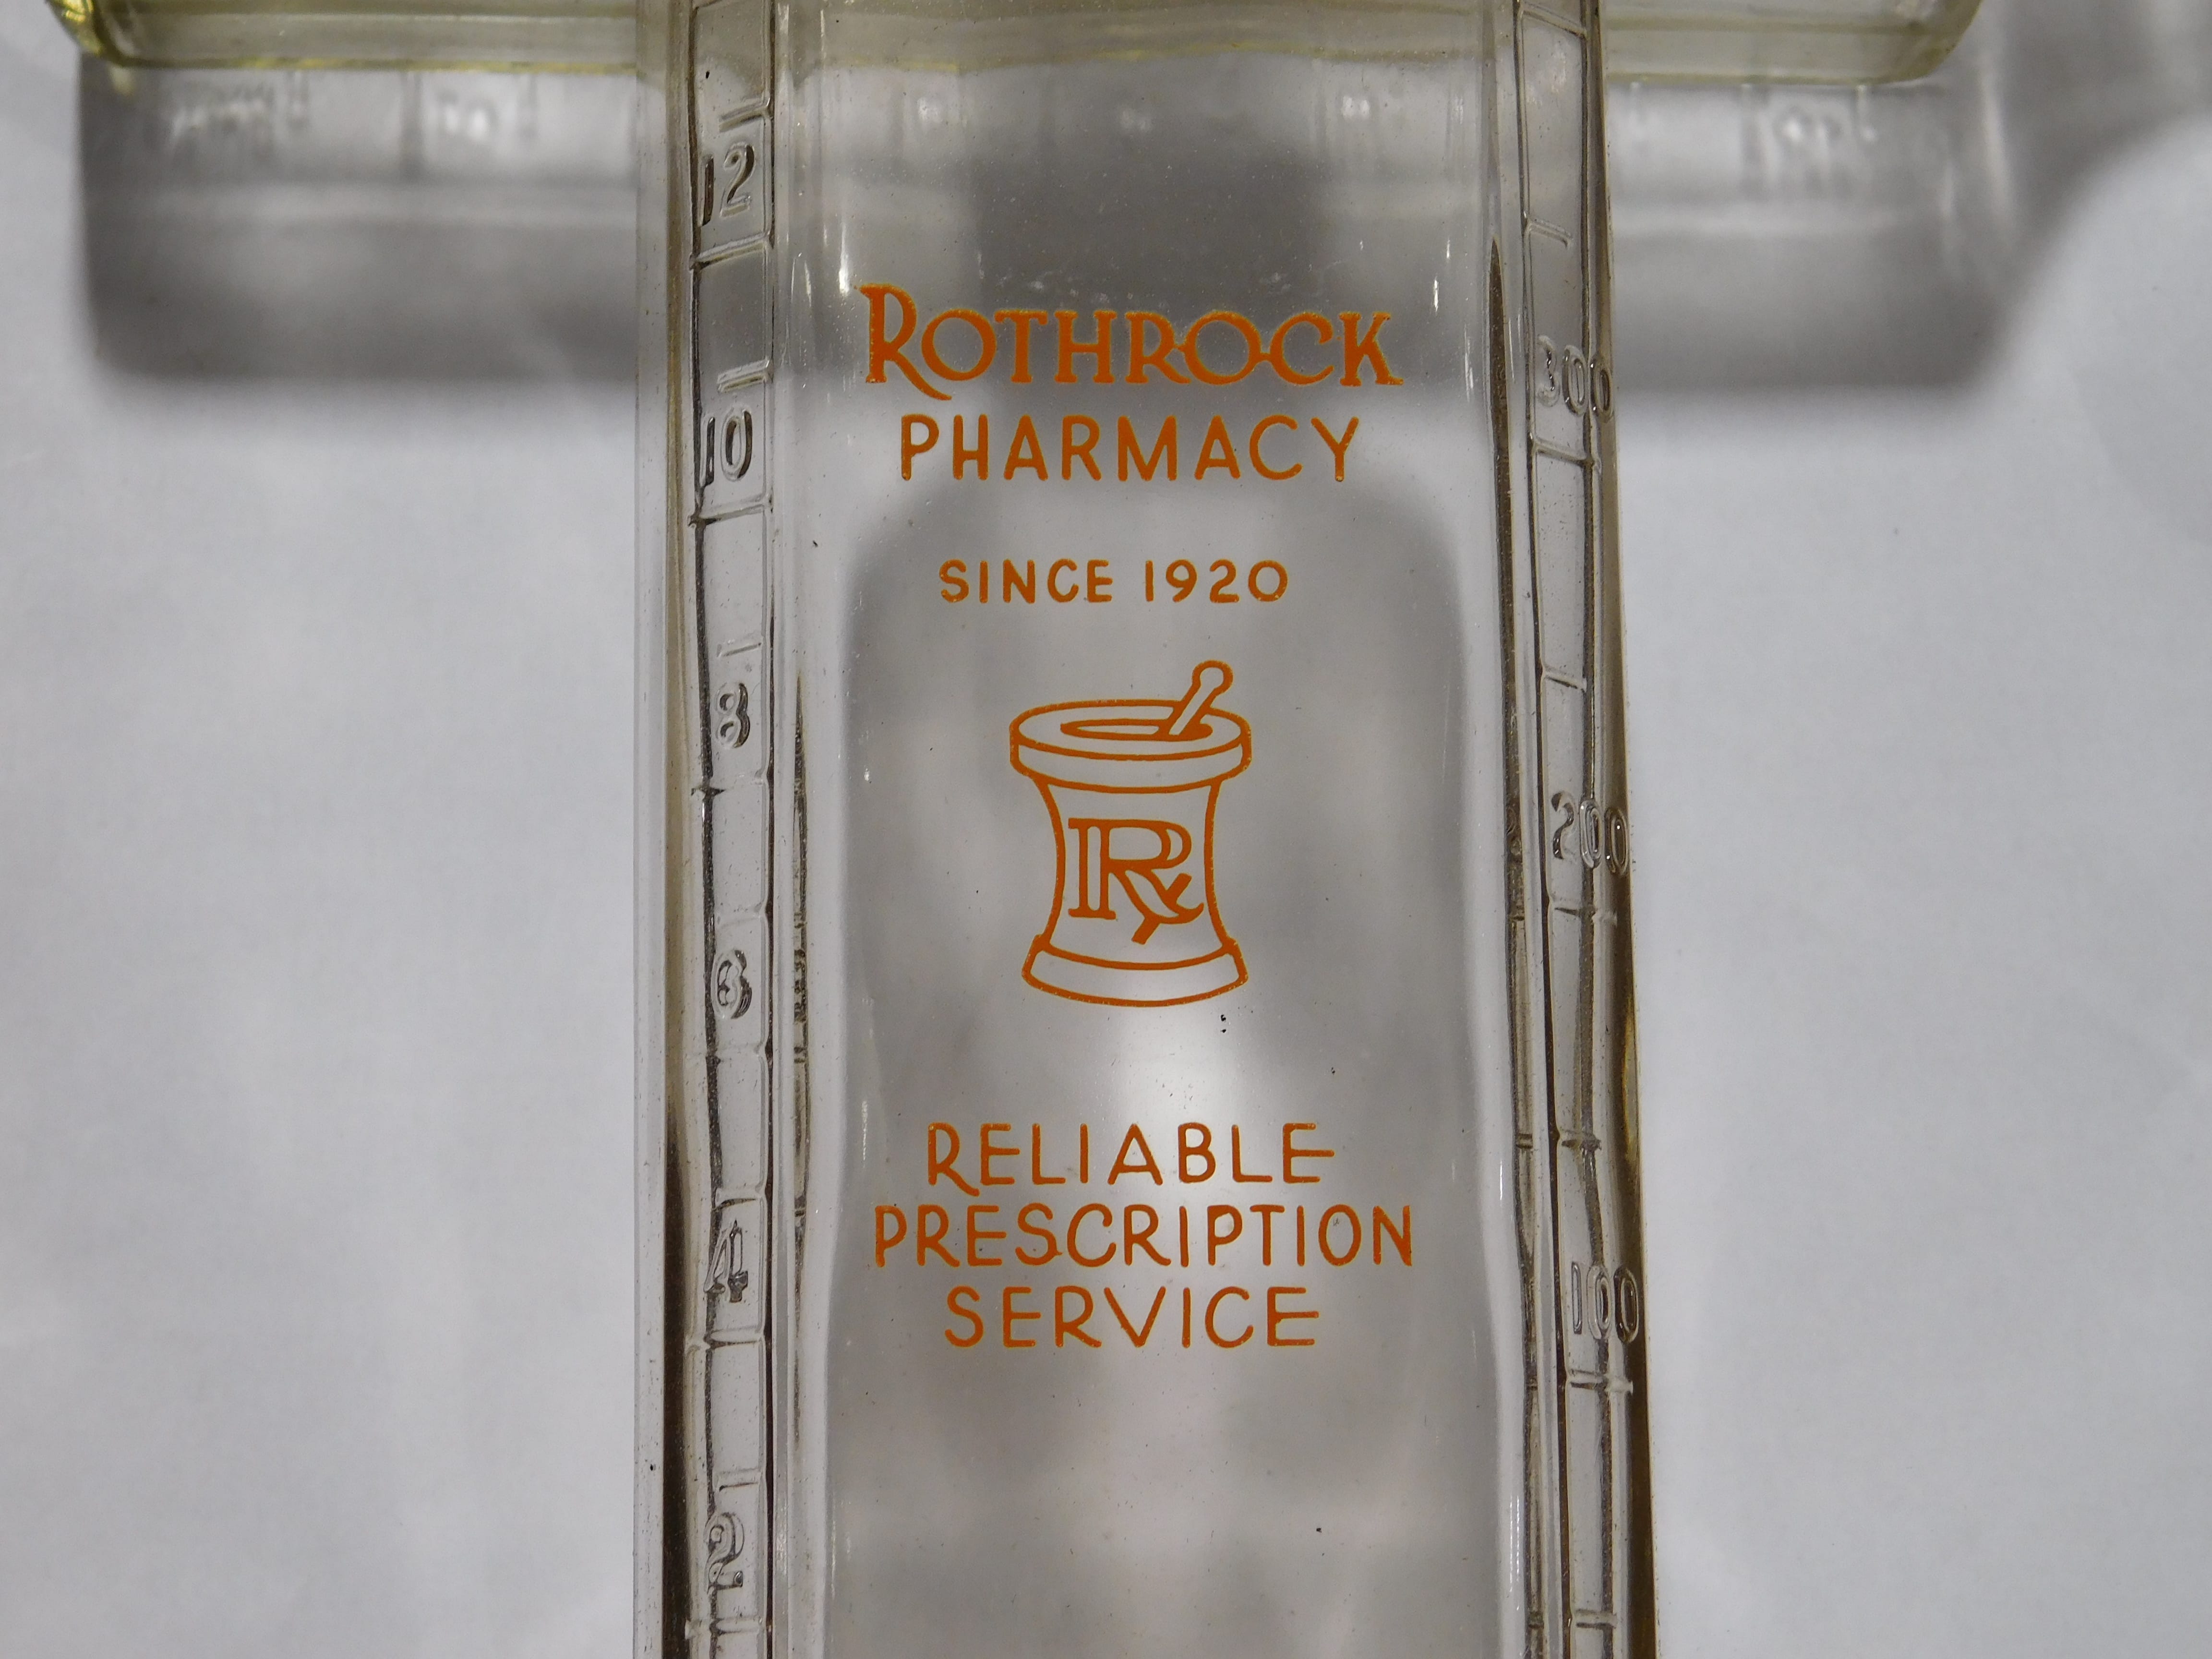 ROTHROCK
PHARMACY
SINCE 1920
Rx
RELIABLE
PRESCRIPTION
SERVICE
12
10
8
6
4
2
300
200
100